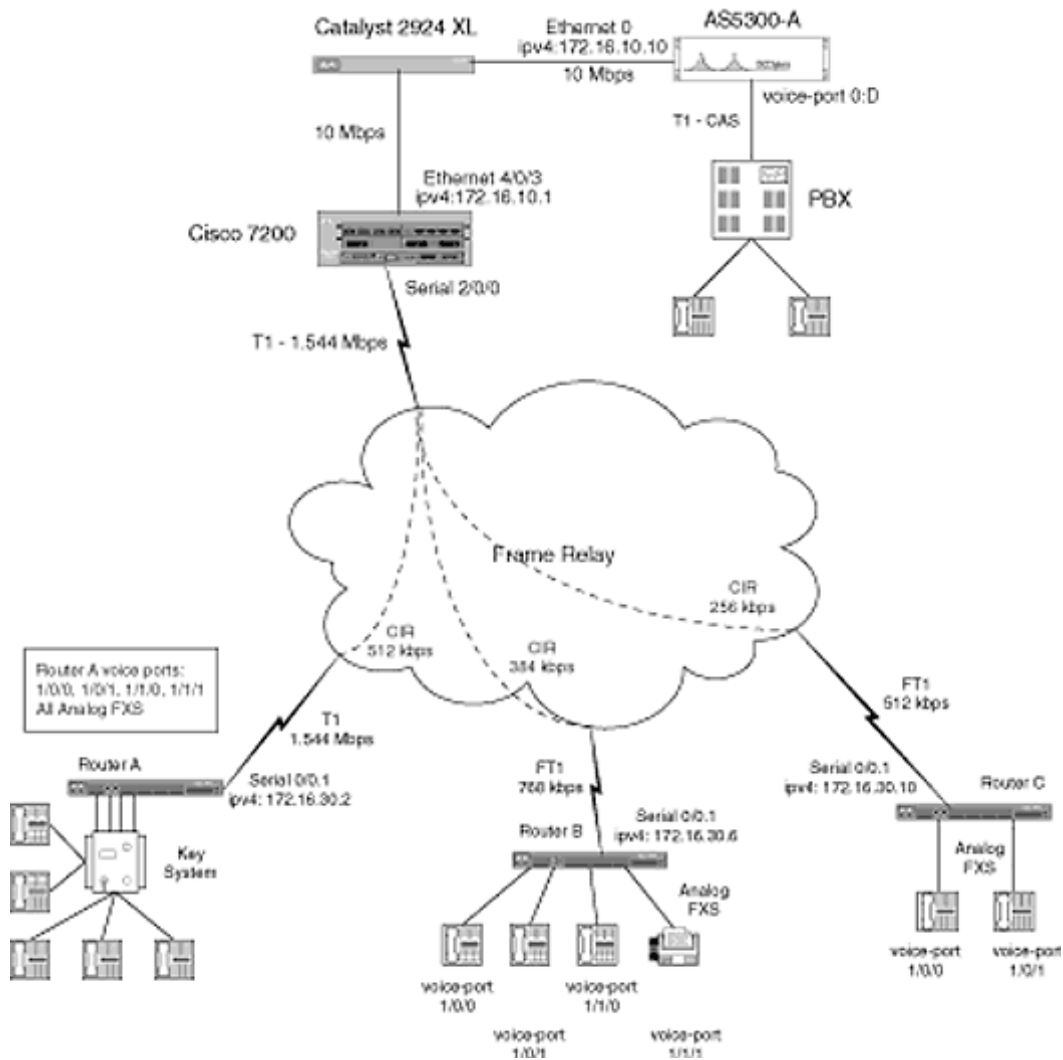 Catalyst 2924 XL
Ethernet 0
ipv4:172.16.10.10
10 Mbps
AS5300-A
voice-port 0:D
T1 - CAS
PBX
10 Mbps
Ethernet 4/0/3
ipv4:172.16.10.1
Cisco 7200
Serial 2/0/0
T1 - 1.544 Mbps
Frame Relay
CIR
512 kbps
CIR
384 kbps
CIR
256 kbps
Router A voice ports:
1/0/0, 1/0/1, 1/1/0, 1/1/1
All Analog FXS
T1
1.544 Mbps
Router A
Serial 0/0.1
ipv4: 172.16.30.2
Key
System
FT1
768 kbps
Router B
Serial 0/0.1
ipv4: 172.16.30.6
Analog
FXS
voice-port
1/0/0
voice-port
1/0/1
voice-port
1/1/0
voice-port
1/1/1
FT1
512 kbps
Serial 0/0.1
ipv4: 172.16.30.10
Router C
Analog
FXS
voice-port
1/0/0
voice-port
1/0/1